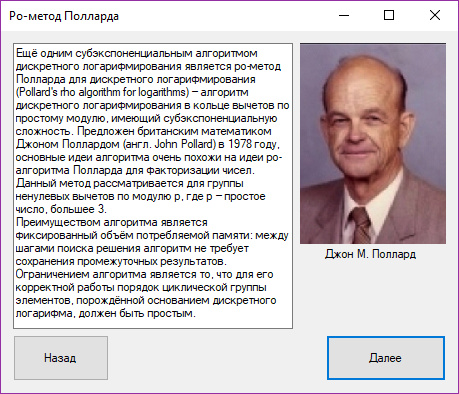 Ро-метод Полларда
Ещё одним субэкспоненциальным алгоритмом
дискретного логарифмирования является ро-метод
Полларда для дискретного логарифмирования
(Pollard's rho algorithm for logarithms) – алгоритм
дискретного логарифмирования в кольце вычетов по
простому модулю, имеющий субэкспоненциальную
сложность. Предложен британским математиком
Джоном Поллардом (англ. John Pollard) в 1978 году,
основные идеи алгоритма очень похожи на идеи ро-
алгоритма Полларда для факторизации чисел.
Данный метод рассматривается для группы
ненулевых вычетов по модулю p, где p – простое
число, большее 3.
Преимуществом алгоритма является
фиксированный объём потребляемой памяти: между
шагами поиска решения алгоритм не требует
сохранения промежуточных результатов.
Ограничением алгоритма является то, что для его
корректной работы порядок циклической группы
элементов, порождённой основанием дискретного
логарифма, должен быть простым.
Джон М. Поллард
Назад
Далее